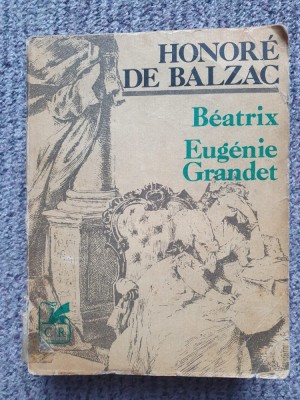 HONORÉ
DE BALZAC
Béatrix
Eugénie
Grandet
C R